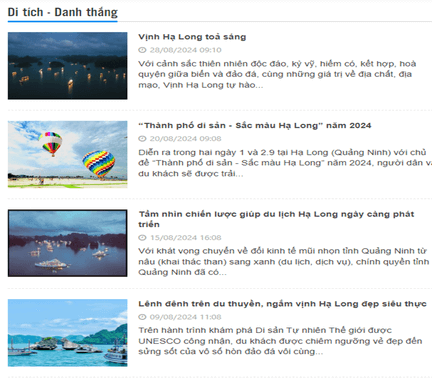 Di tích - Danh thắng
Vịnh Hạ Long toả sáng
28/08/2024 09:10
Với cảnh sắc thiên nhiên độc đáo, kỳ vỹ, hiếm có, kết hợp, hoà
quyện giữa biển và đảo đá, cùng những giá trị về địa chất, địa
mạo, Vịnh Hạ Long tự hào...
"Thành phố di sản - Sắc màu Hạ Long" năm 2024
20/08/2024 09:08
Diễn ra trong hai ngày 1 và 2.9 tại Hạ Long (Quảng Ninh) với chủ
đề "Thành phố di sản - Sắc màu Hạ Long" năm 2024, người dân và
du khách sẽ được trải...
Tầm nhìn chiến lược giúp du lịch Hạ Long ngày càng phát
triển
15/08/2024 16:08
Với khát vọng chuyển về đổi kinh tế mũi nhọn tỉnh Quảng Ninh từ
nâu (khai thác than) sang xanh (du lịch, dịch vụ), chính quyền tỉnh
Quảng Ninh đã có...
Lênh đênh trên du thuyền, ngắm vịnh Hạ Long đẹp siêu thực
09/08/2024 11:08
Trên hành trình khám phá Di sản Tự nhiên Thế giới được
UNESCO công nhận, du khách được chiêm ngưỡng vẻ đẹp đến
sửng sốt của vô số hòn đảo đá vôi cùng...